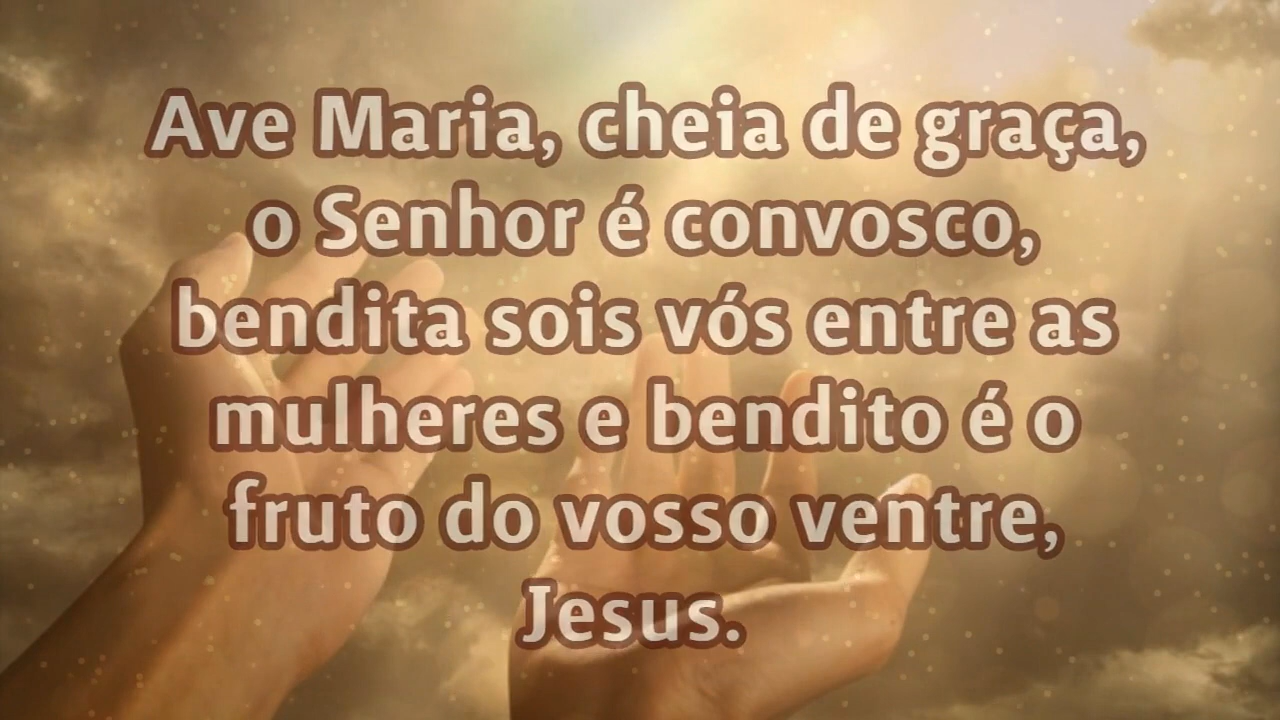 Ave Maria, cheia de graça,
o Senhor é convosco,
bendita sois vós entre as
mulheres e bendito é o
fruto do vosso ventre,
Jesus.